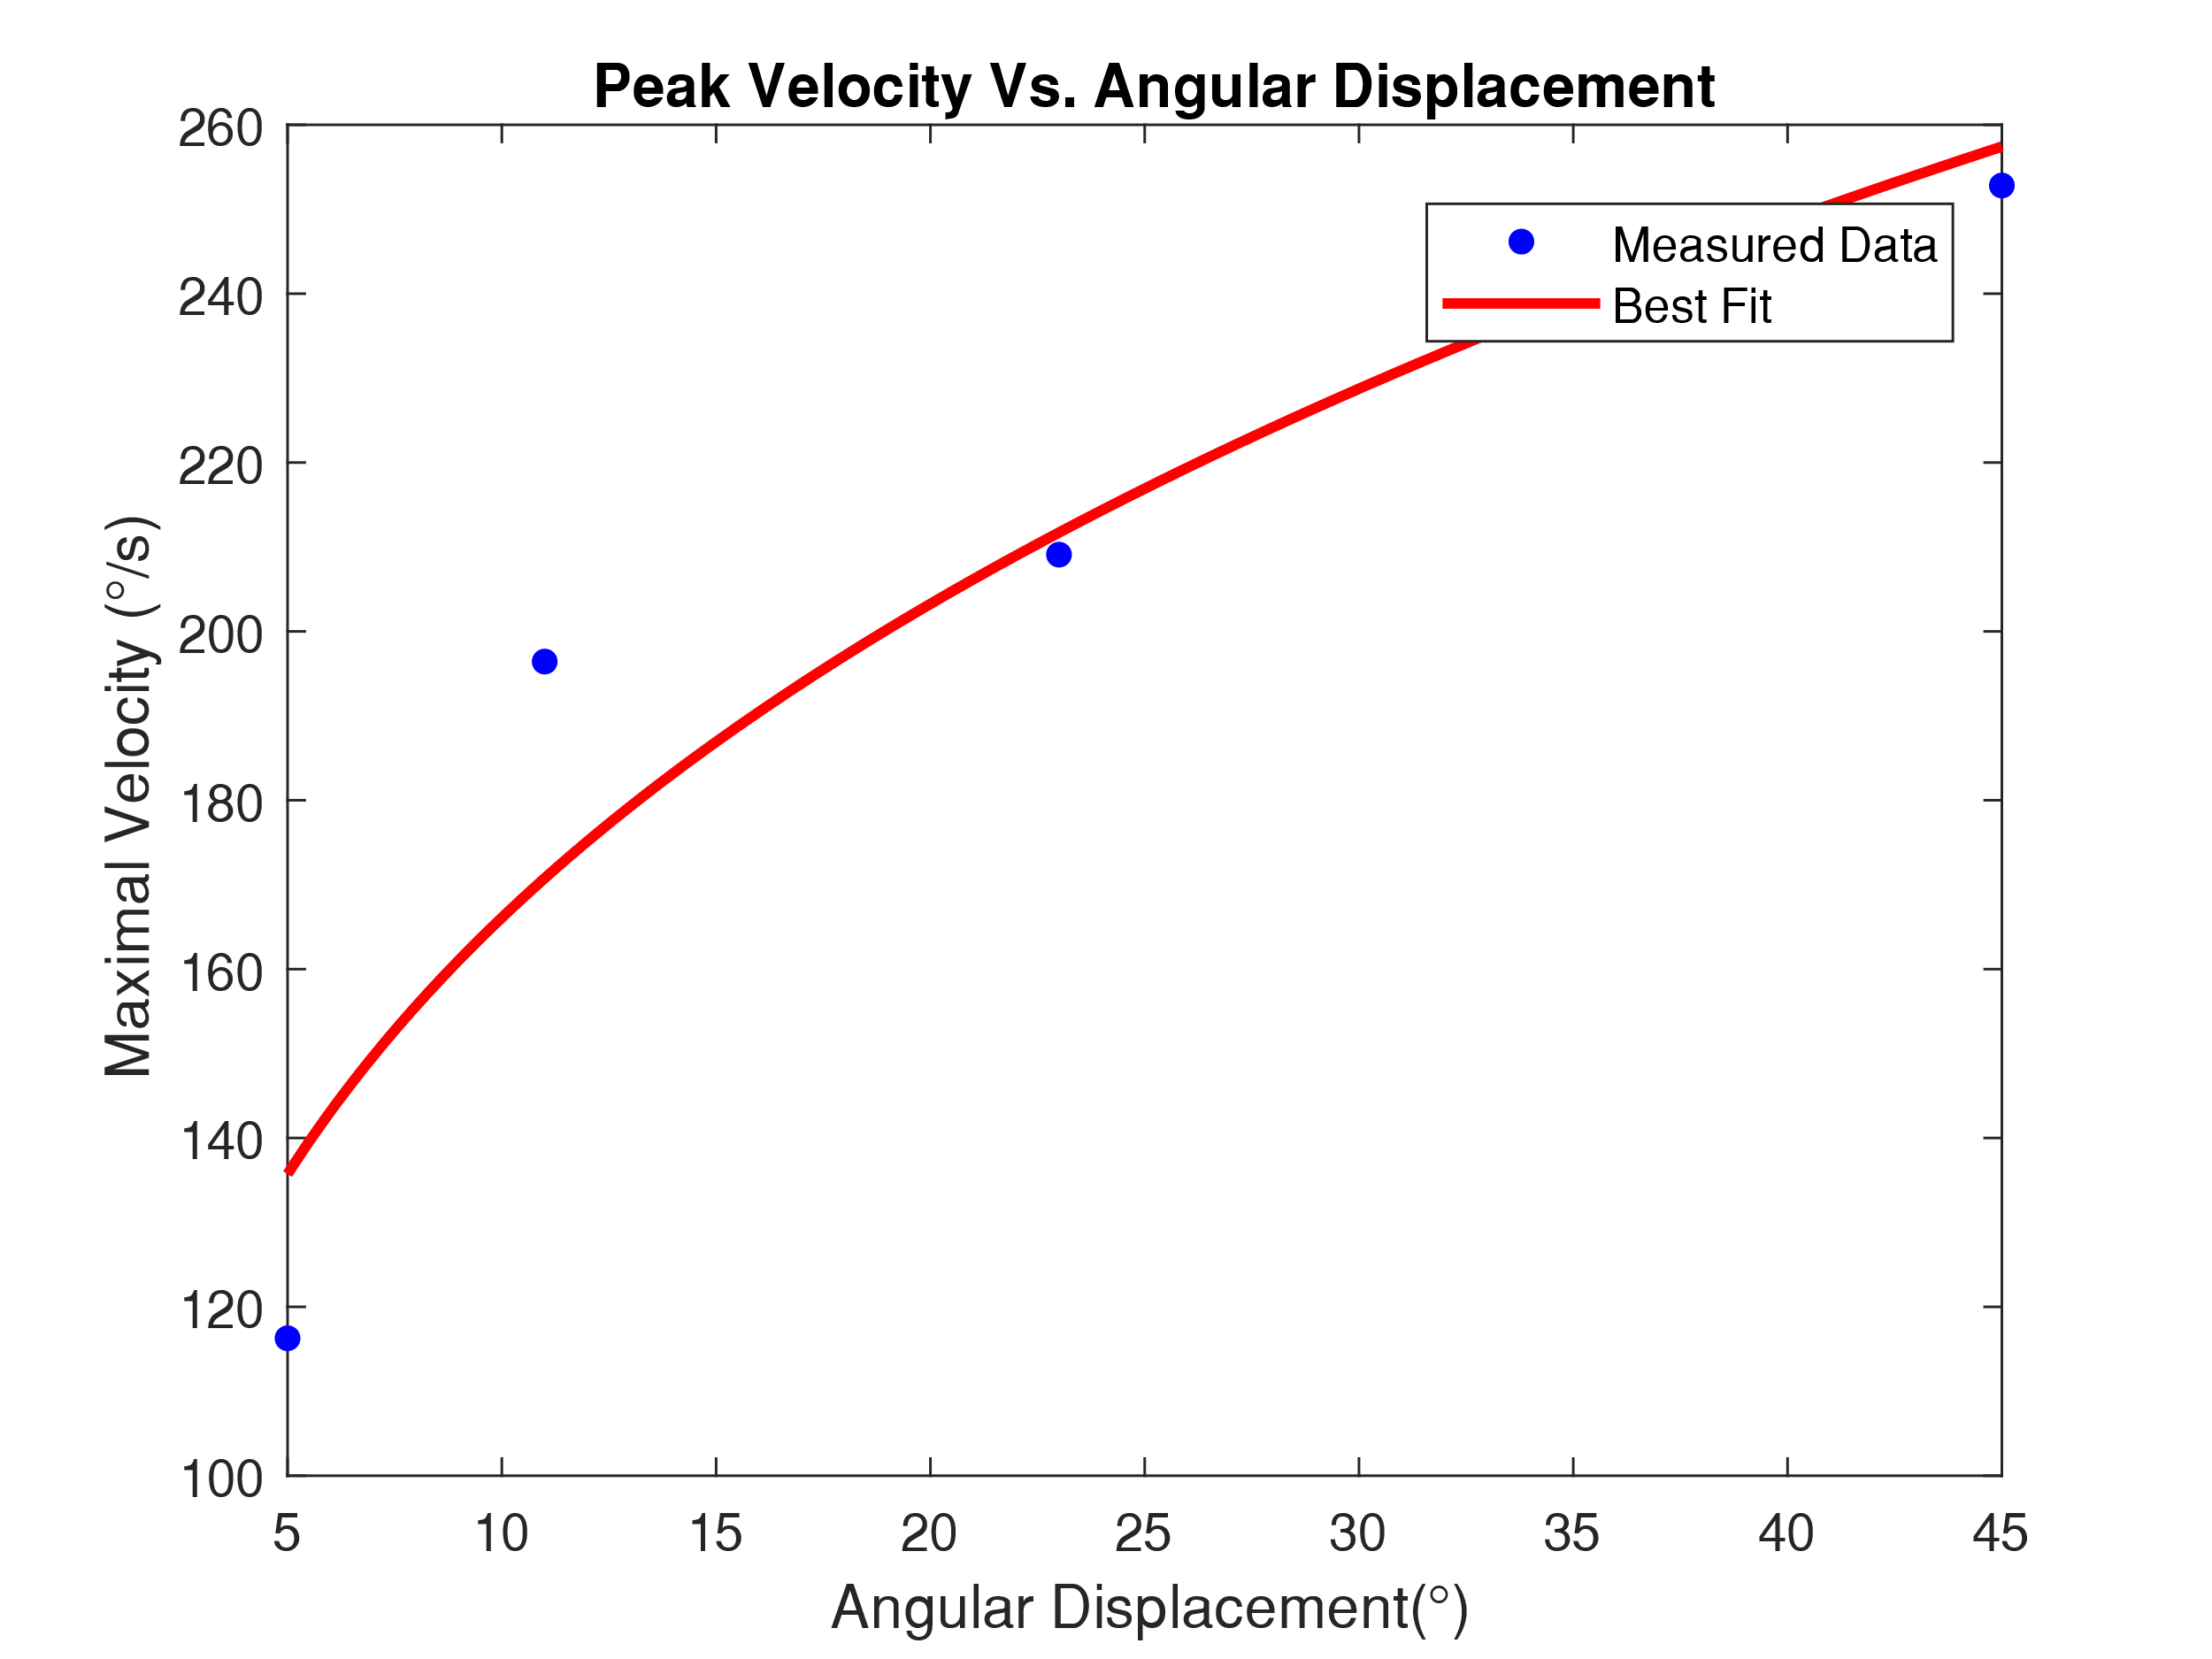 Peak Velocity Vs. Angular Displacement
260
240
220
200
180
160
140
120
100
Maximal Velocity (°/s)
Measured Data
Best Fit
5 10 15 20 25 30 35 40 45
Angular Displacement(°)